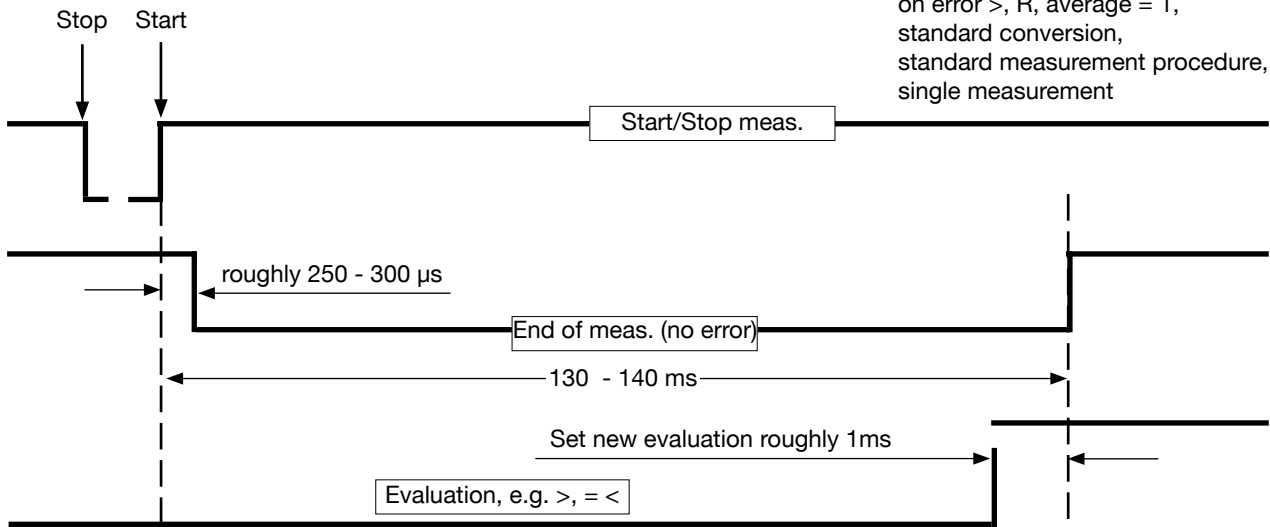 on error >, R, average = 1,
standard conversion,
standard measurement procedure,
single measurement
Stop Start
Start/Stop meas.
roughly 250 - 300 µs
End of meas. (no error)
130 - 140 ms
Set new evaluation roughly 1ms
Evaluation, e.g. >, = <